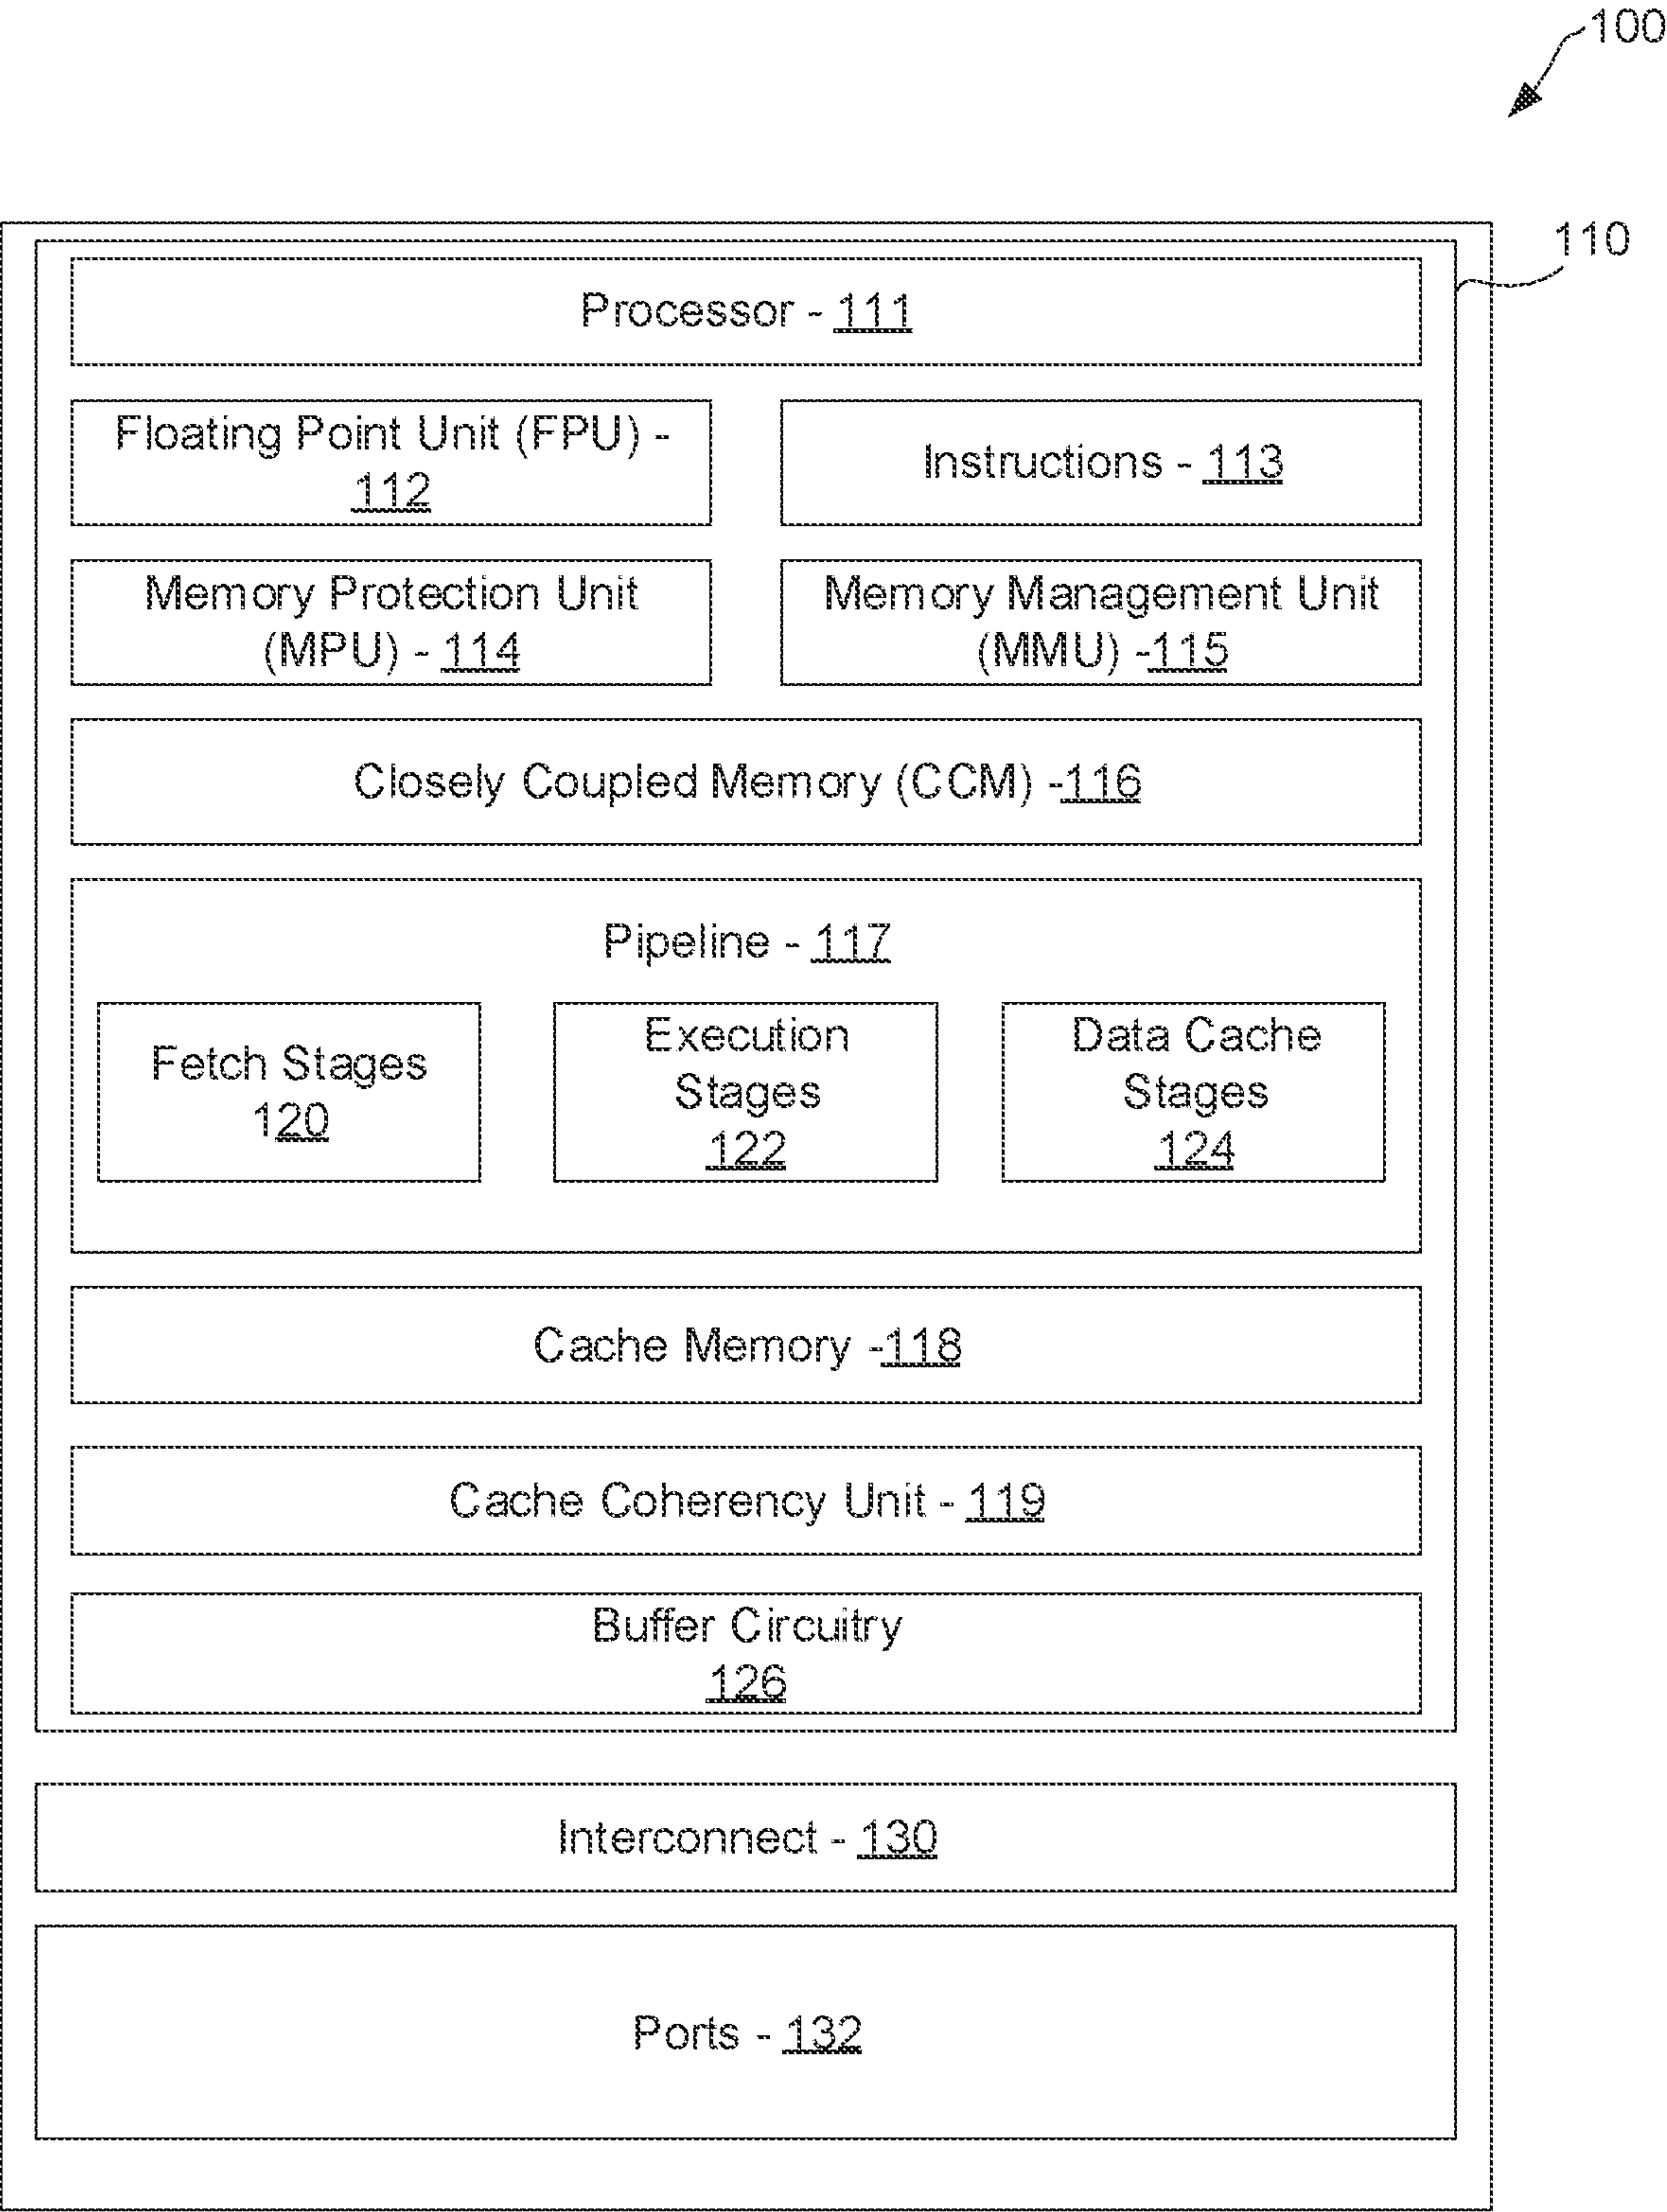 100
110
Processor - 111
Floating Point Unit (FPU) -
112
Instructions - 113
Memory Protection Unit
(MPU) - 114
Memory Management Unit
(MMU) -115
Closely Coupled Memory (CCM) -116
Pipeline - 117
Fetch Stages
120
Execution
Stages
122
Data Cache
Stages
124
Cache Memory -118
Cache Coherency Unit - 119
Buffer Circuitry
126
Interconnect - 130
Ports - 132